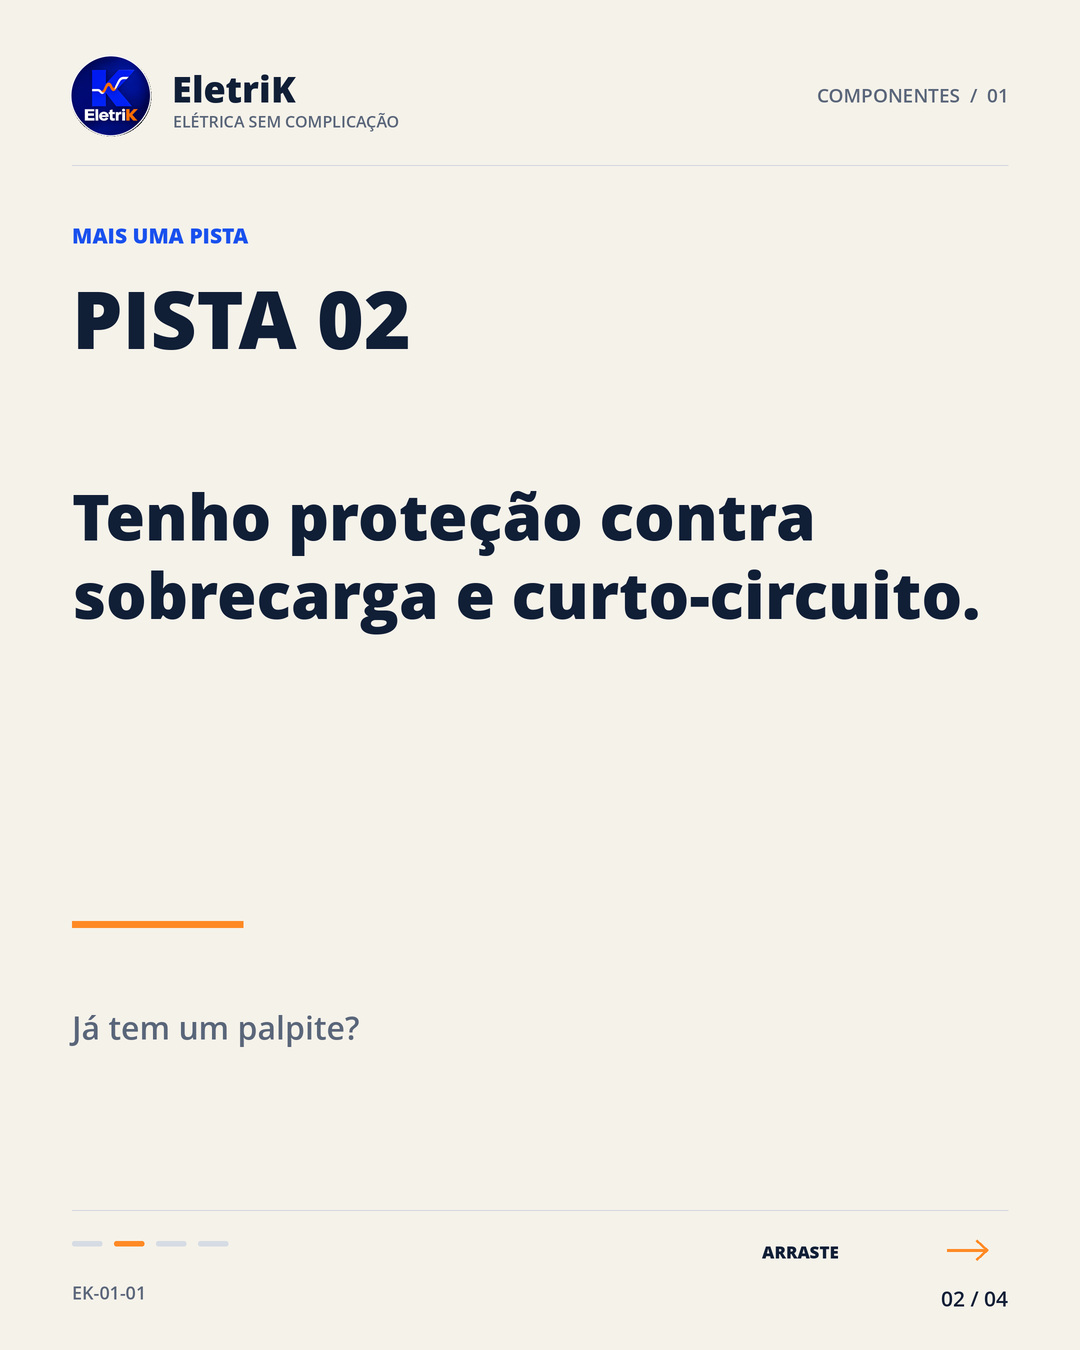 EletriK
EletriK
ELÉTRICA SEM COMPLICAÇÃO
COMPONENTES / 01
MAIS UMA PISTA
PISTA 02
Tenho proteção contra
sobrecarga e curto-circuito.
Já tem um palpite?
ARRASTE
EK-01-01
02 / 04